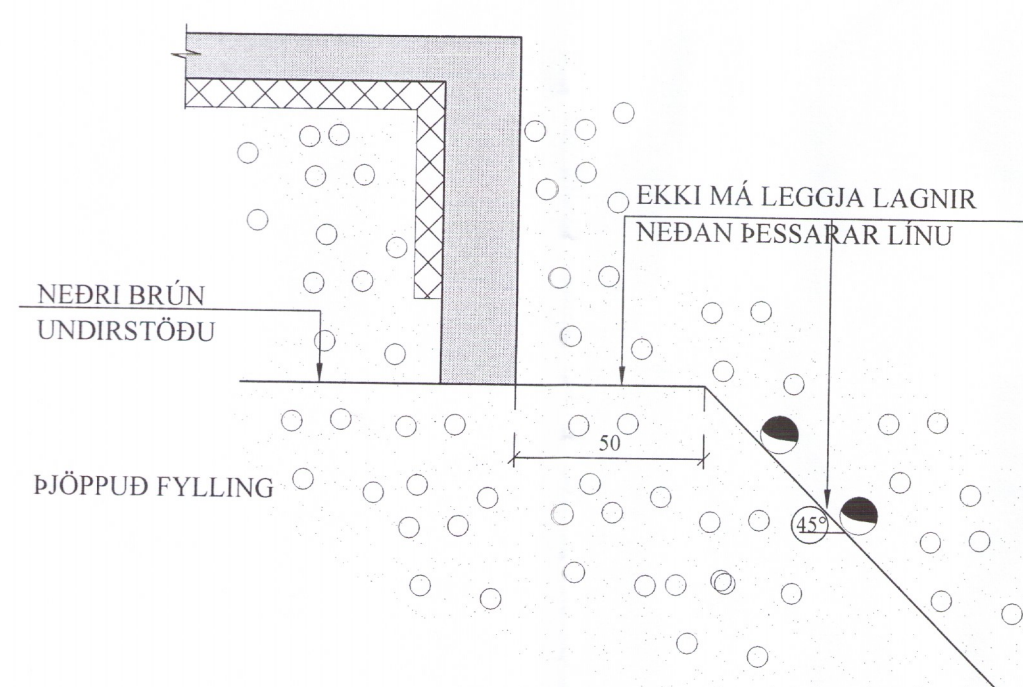 EKKI MÁ LEGGJA LAGNIR
NEÐAN ÞESSARAR LÍNU
NEÐRI BRÚN
UNDIRSTÖÐU
50
ÞJÖPPUÐ FYLLING
45°